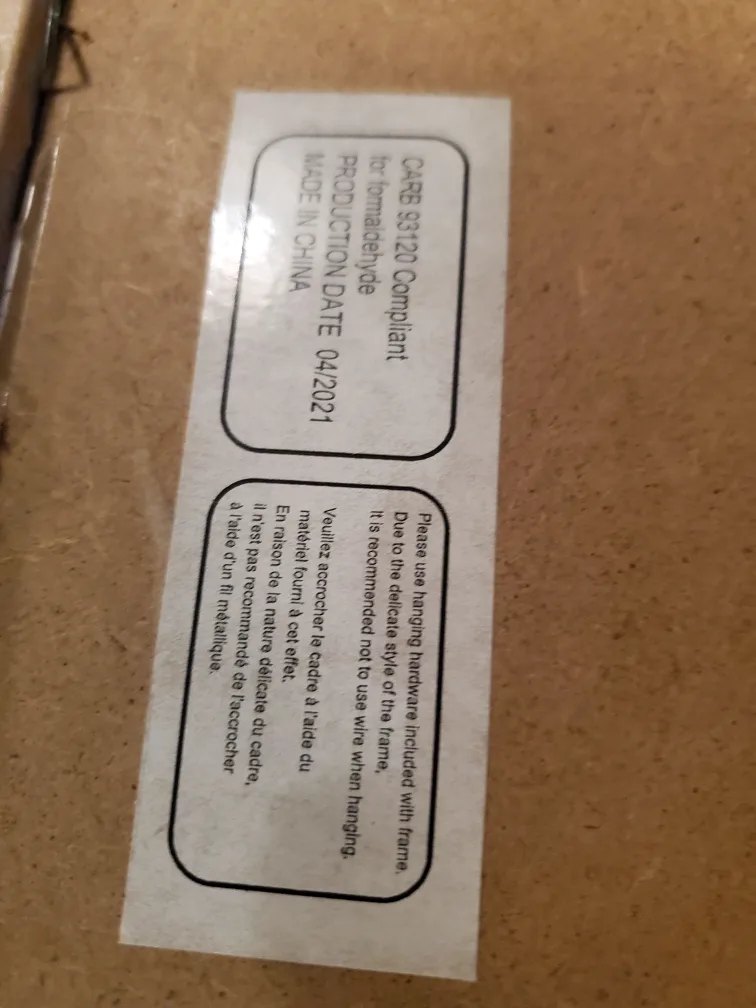 CARB 93120 Compliant
for formaldehyde
PRODUCTION DATE 04/2021
MADE IN CHINA
Please use hanging hardware included with frame.
Due to the delicate style of the frame,
It is recommended not to use wire when hanging.
Veuillez accrocher le cadre à l'aide du
matériel fourni à cet effet.
En raison de la nature délicate du cadre,
il n'est pas recommandé de l'accrocher
à l'aide d'un fil métallique.